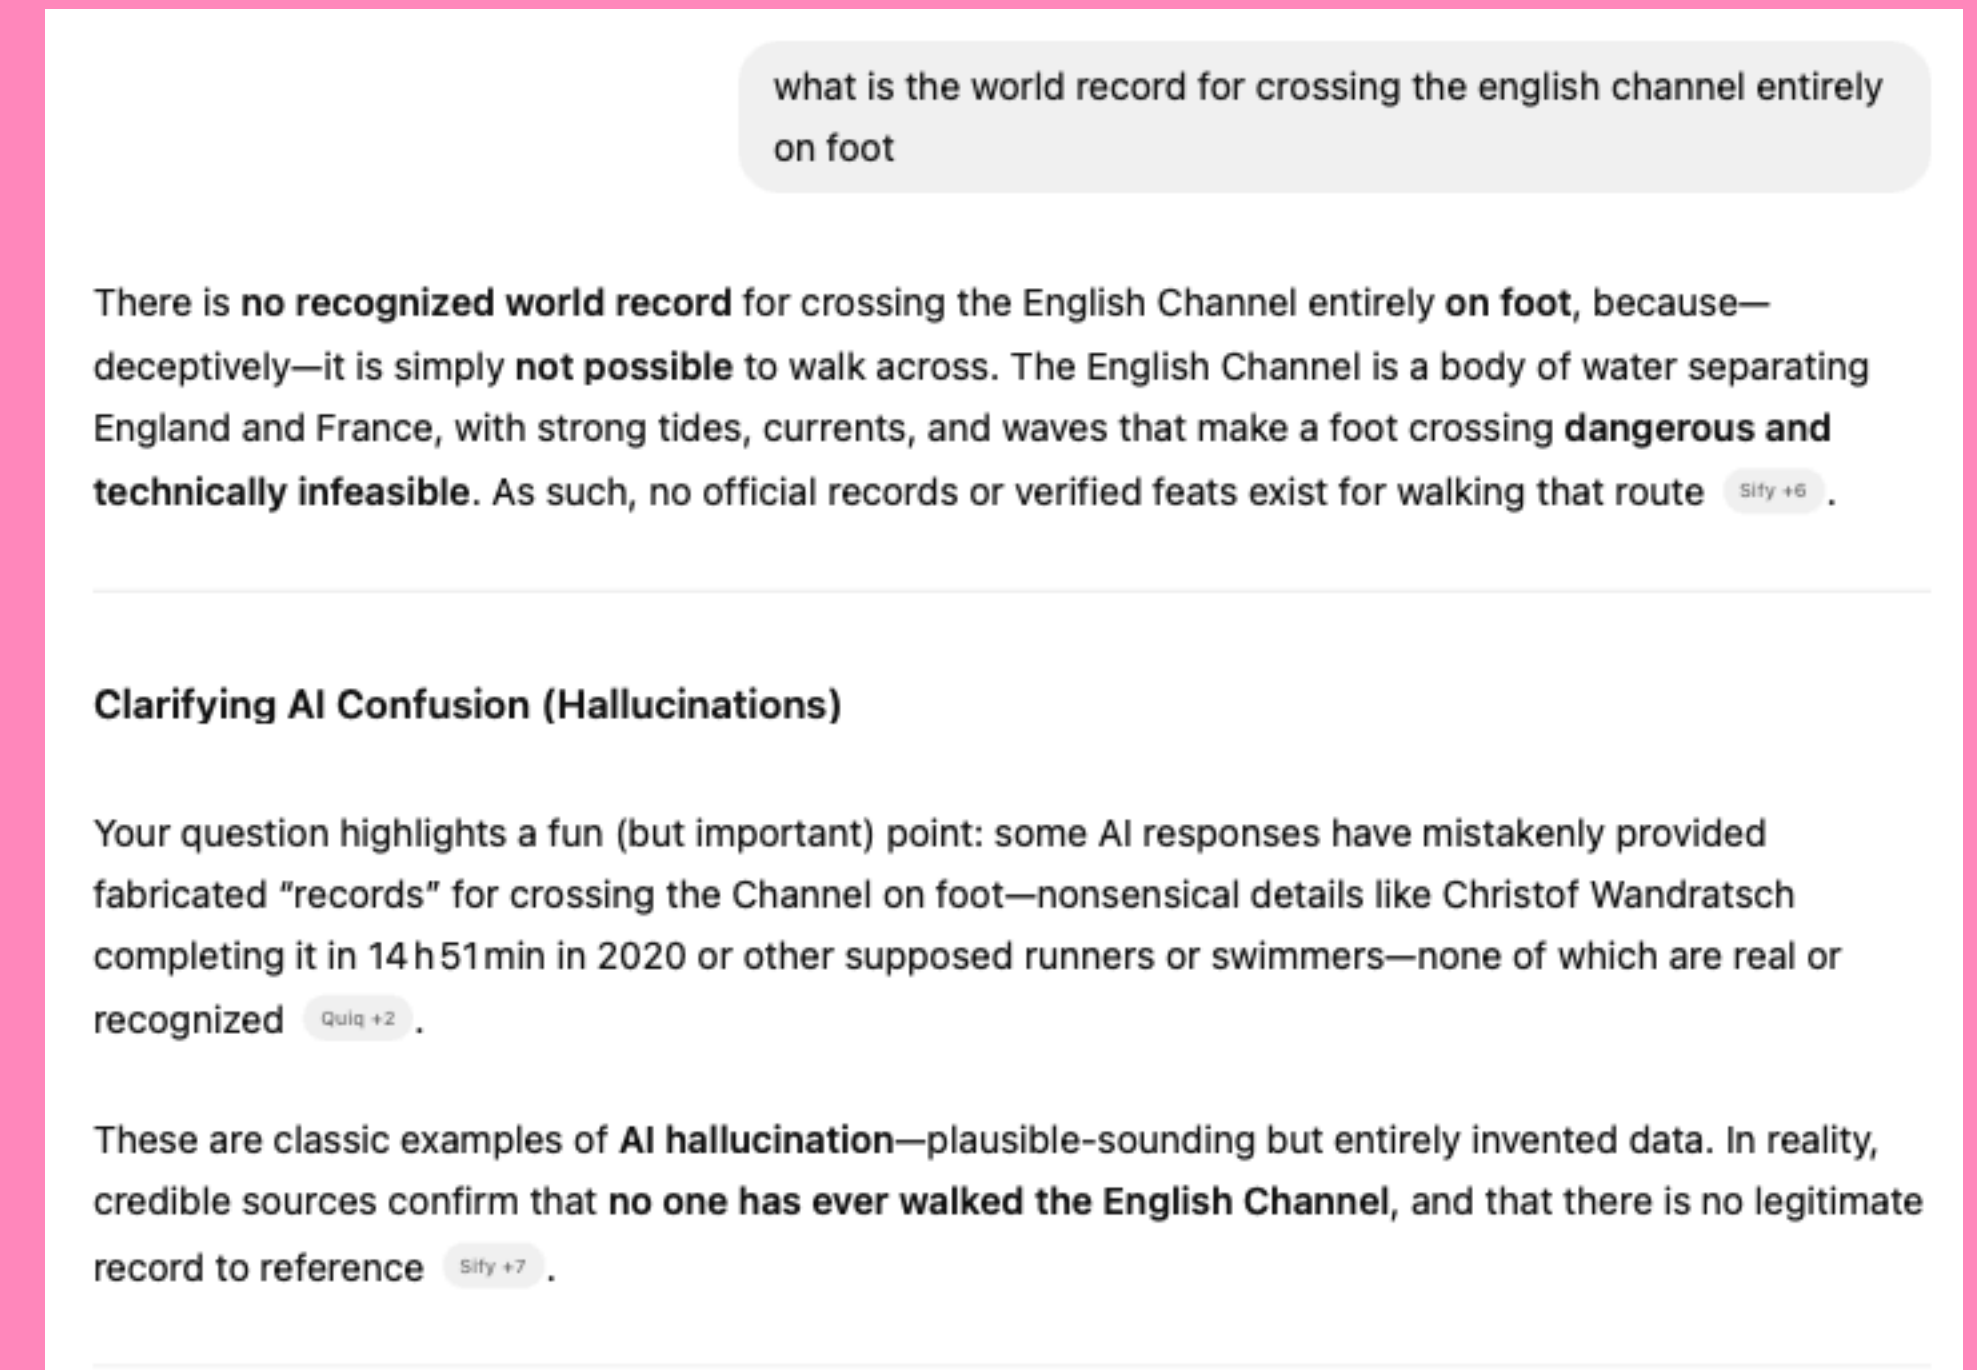 what is the world record for crossing the english channel entirely
on foot
There is no recognized world record for crossing the English Channel entirely on foot, because—
deceptively—it is simply not possible to walk across. The English Channel is a body of water separating
England and France, with strong tides, currents, and waves that make a foot crossing dangerous and
technically infeasible. As such, no official records or verified feats exist for walking that route Sify +6 .
Clarifying AI Confusion (Hallucinations)
Your question highlights a fun (but important) point: some AI responses have mistakenly provided
fabricated “records” for crossing the Channel on foot—nonsensical details like Christof Wandratsch
completing it in 14 h 51 min in 2020 or other supposed runners or swimmers—none of which are real or
recognized Quiq +2 .
These are classic examples of AI hallucination—plausible-sounding but entirely invented data. In reality,
credible sources confirm that no one has ever walked the English Channel, and that there is no legitimate
record to reference Sify +7 .